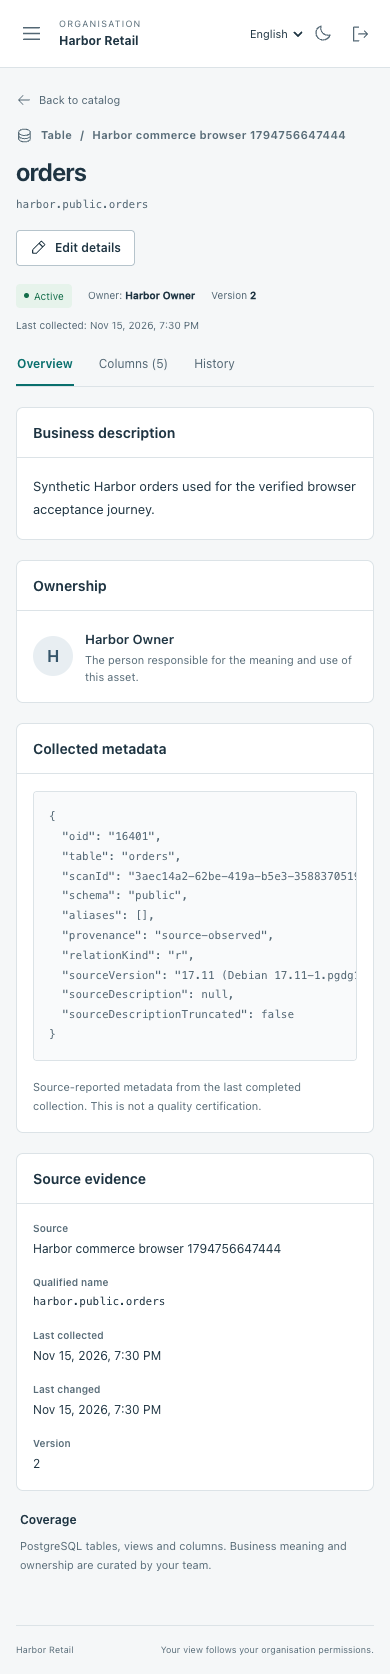 ORGANISATION
Harbor Retail
English
Back to catalog
Table / Harbor commerce browser 1794756647444
orders
harbor.public.orders
Edit details
Active Owner: Harbor Owner Version 2
Last collected: Nov 15, 2026, 7:30 PM
Overview Columns (5) History
Business description
Synthetic Harbor orders used for the verified browser
acceptance journey.
Ownership
H
Harbor Owner
The person responsible for the meaning and use of
this asset.
Collected metadata
{
"oid": "16401",
"table": "orders",
"scanId": "3aec14a2-62be-419a-b5e3-3588370519
"schema": "public",
"aliases": [],
"provenance": "source-observed",
"relationKind": "r",
"sourceVersion": "17.11 (Debian 17.11-1.pgdg1
"sourceDescription": null,
"sourceDescriptionTruncated": false
}
Source-reported metadata from the last completed
collection. This is not a quality certification.
Source evidence
Source
Harbor commerce browser 1794756647444
Qualified name
harbor.public.orders
Last collected
Nov 15, 2026, 7:30 PM
Last changed
Nov 15, 2026, 7:30 PM
Version
2
Coverage
PostgreSQL tables, views and columns. Business meaning and
ownership are curated by your team.
Harbor Retail Your view follows your organisation permissions.